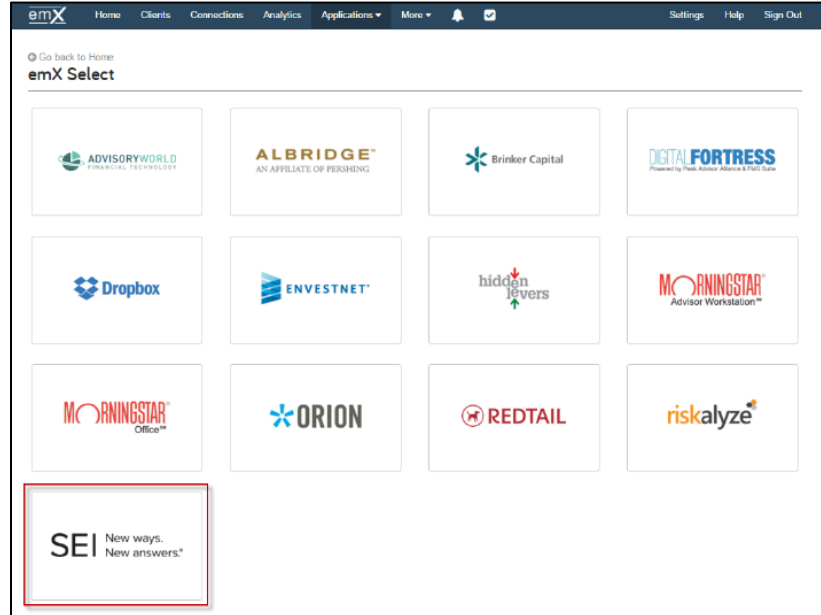 emX Home Clients Connections Analytics Applications More Settings Help Sign Out
Go back to Home
emX Select
ADVISORYWORLD
FINANCIAL TECHNOLOGY
ALBRIDGE℠
AN AFFILIATE OF PERSHING
Brinker Capital
DIGITALFORTRESS
Powered by Peak Advisor Alliance & FMG Suite
Dropbox
ENVESTNET®
hidden
levers
MORNINGSTAR®
Advisor Workstation℠
MORNINGSTAR®
Office℠
ORION
REDTAIL
riskalyze
SEI
New ways.
New answers.®